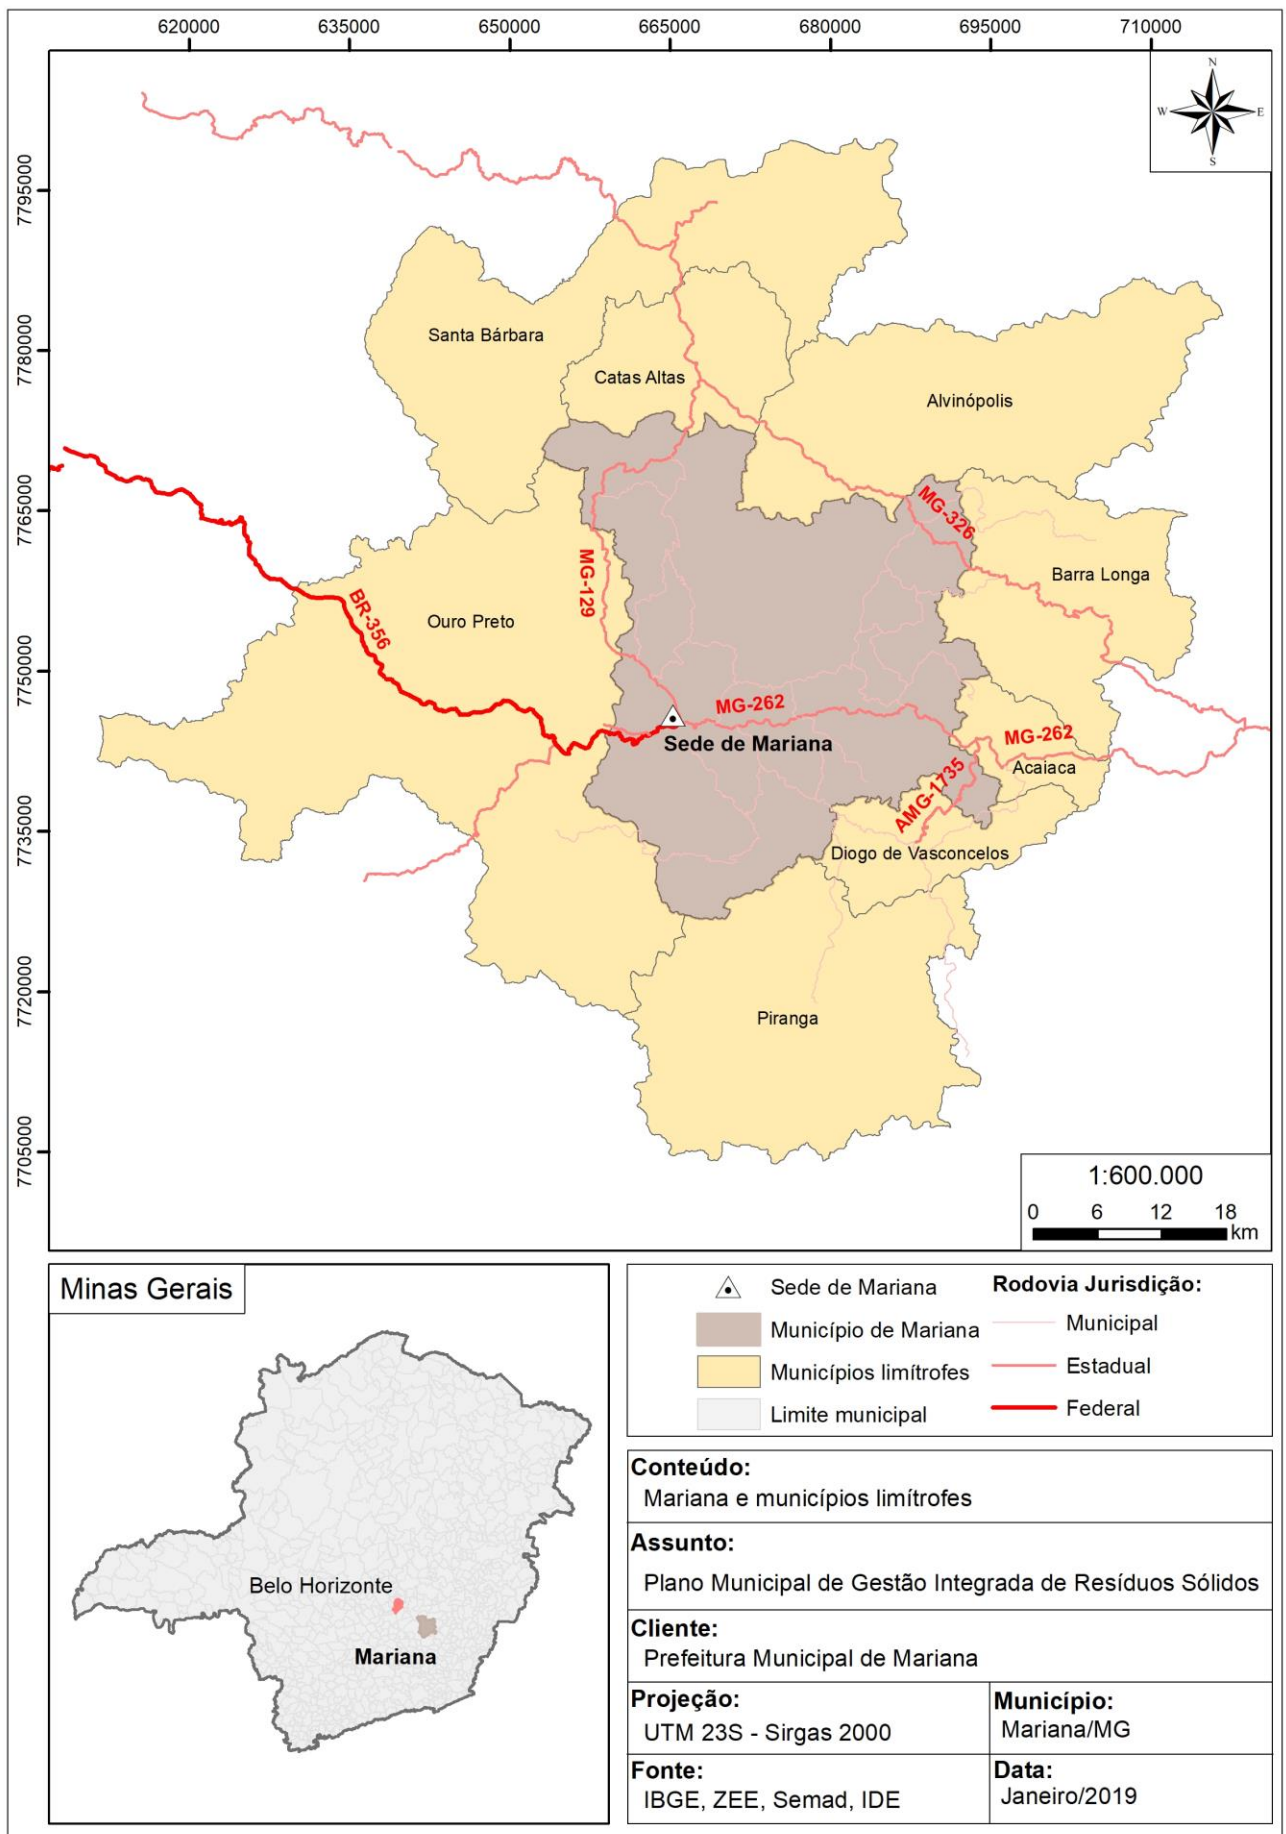 620000 635000 650000 665000 680000 695000 710000
N
W E
S
7795000
7780000
7765000
7750000
7735000
7720000
7705000
Santa Bárbara
Catas Altas
Alvinópolis
MG-326
MG-129
Barra Longa
BR-356
Ouro Preto
MG-262
Sede de Mariana
MG-262
Acaiaca
AMG-1735
Diogo de Vasconcelos
Piranga
1:600.000
0 6 12 18
km
Minas Gerais
Belo Horizonte
Mariana
Sede de Mariana
Município de Mariana
Municípios limítrofes
Limite municipal
Rodovia Jurisdição:
Municipal
Estadual
Federal
Conteúdo:
Mariana e municípios limítrofes
Assunto:
Plano Municipal de Gestão Integrada de Resíduos Sólidos
Cliente:
Prefeitura Municipal de Mariana
Projeção:
UTM 23S - Sirgas 2000
Município:
Mariana/MG
Fonte:
IBGE, ZEE, Semad, IDE
Data:
Janeiro/2019